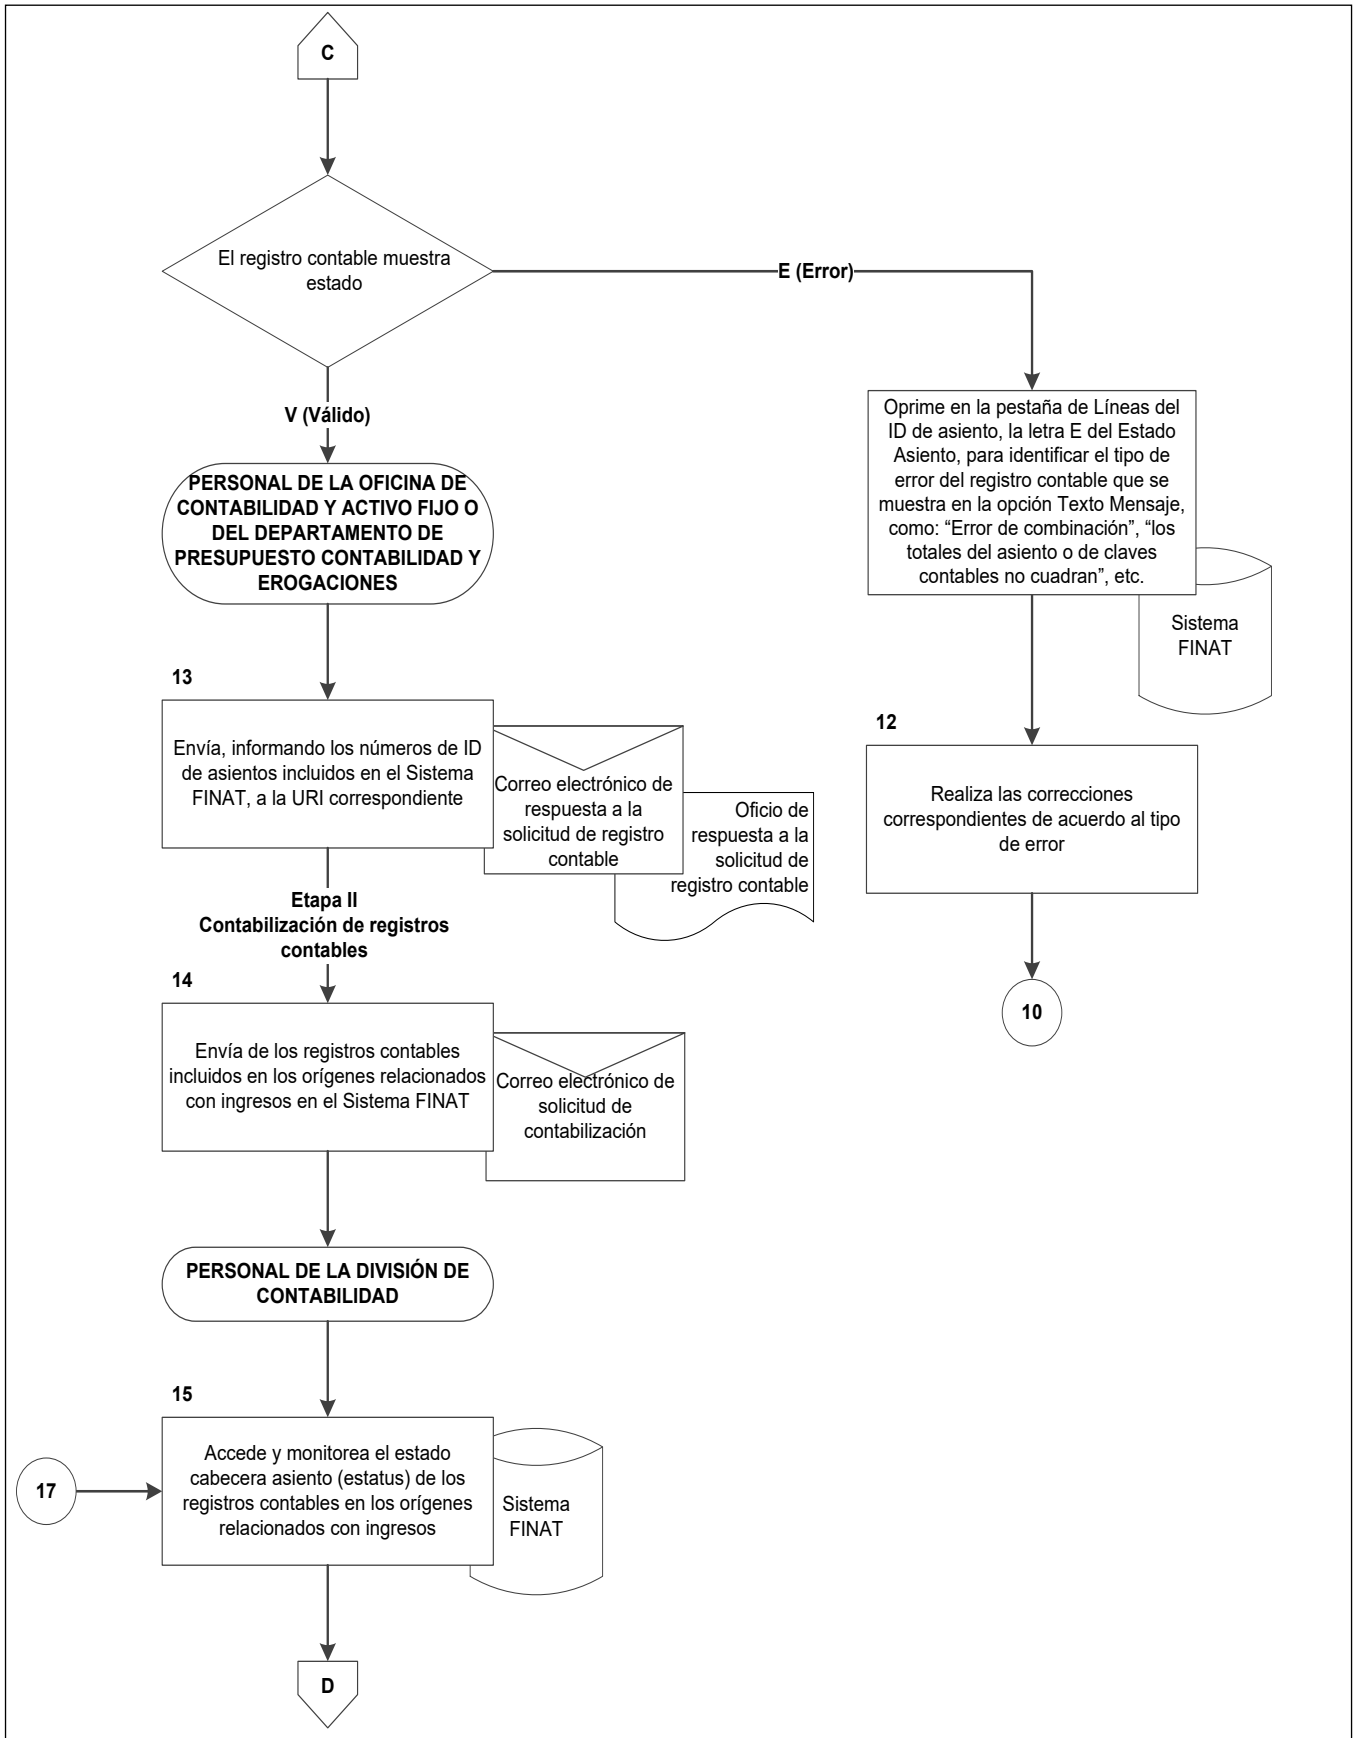 C
El registro contable muestra
estado
E (Error)
V (Válido)
Oprime en la pestaña de Líneas del
ID de asiento, la letra E del Estado
Asiento, para identificar el tipo de
error del registro contable que se
muestra en la opción Texto Mensaje,
como: “Error de combinación”, “los
totales del asiento o de claves
contables no cuadran”, etc.
Sistema
FINAT
PERSONAL DE LA OFICINA DE
CONTABILIDAD Y ACTIVO FIJO O
DEL DEPARTAMENTO DE
PRESUPUESTO CONTABILIDAD Y
EROGACIONES
13
Envía, informando los números de ID
de asientos incluidos en el Sistema
FINAT, a la URI correspondiente
Correo electrónico de
respuesta a la
solicitud de registro
contable
Oficio de
respuesta a la
solicitud de
registro contable
12
Realiza las correcciones
correspondientes de acuerdo al tipo
de error
10
Etapa II
Contabilización de registros
contables
14
Envía de los registros contables
incluidos en los orígenes relacionados
con ingresos en el Sistema FINAT
Correo electrónico de
solicitud de
contabilización
PERSONAL DE LA DIVISIÓN DE
CONTABILIDAD
15
17
Accede y monitorea el estado
cabecera asiento (estatus) de los
registros contables en los orígenes
relacionados con ingresos
Sistema
FINAT
D